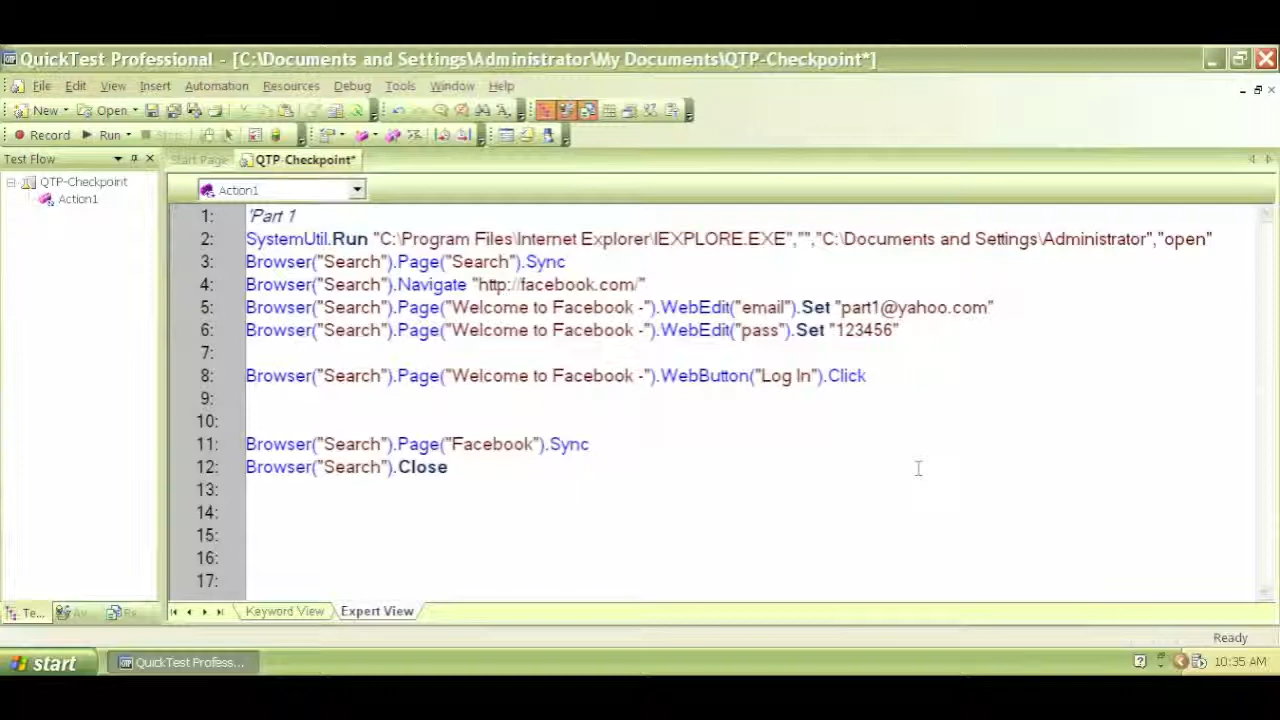 QuickTest Professional - [C:\Documents and Settings\Administrator\My Documents\QTP-Checkpoint*]
File Edit View Insert Automation Resources Debug Tools Window Help
New Open
Record Run
Test Flow
Start Page QTP-Checkpoint*
QTP-Checkpoint
Action1
Action1
1: 'Part 1
2: SystemUtil.Run "C:\Program Files\Internet Explorer\IEXPLORE.EXE","","C:\Documents and Settings\Administrator","open"
3: Browser("Search").Page("Search").Sync
4: Browser("Search").Navigate "http://facebook.com/"
5: Browser("Search").Page("Welcome to Facebook -").WebEdit("email").Set "part1@yahoo.com"
6: Browser("Search").Page("Welcome to Facebook -").WebEdit("pass").Set "123456"
7:
8: Browser("Search").Page("Welcome to Facebook -").WebButton("Log In").Click
9:
10:
11: Browser("Search").Page("Facebook").Sync
12: Browser("Search").Close
13:
14:
15:
16:
17:
Te... Re
Keyword View Expert View
Ready
start QuickTest Profess... 10:35 AM